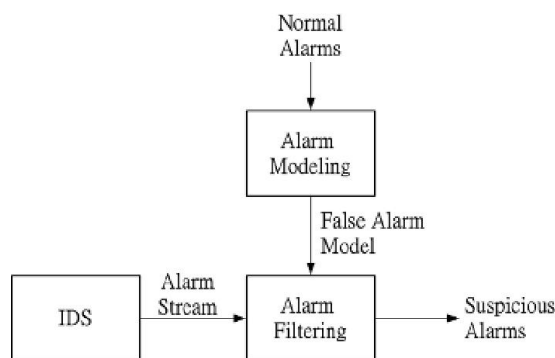 Normal
Alarms
Alarm
Modeling
False Alarm
Model
IDS
Alarm
Stream
Alarm
Filtering
Suspicious
Alarms